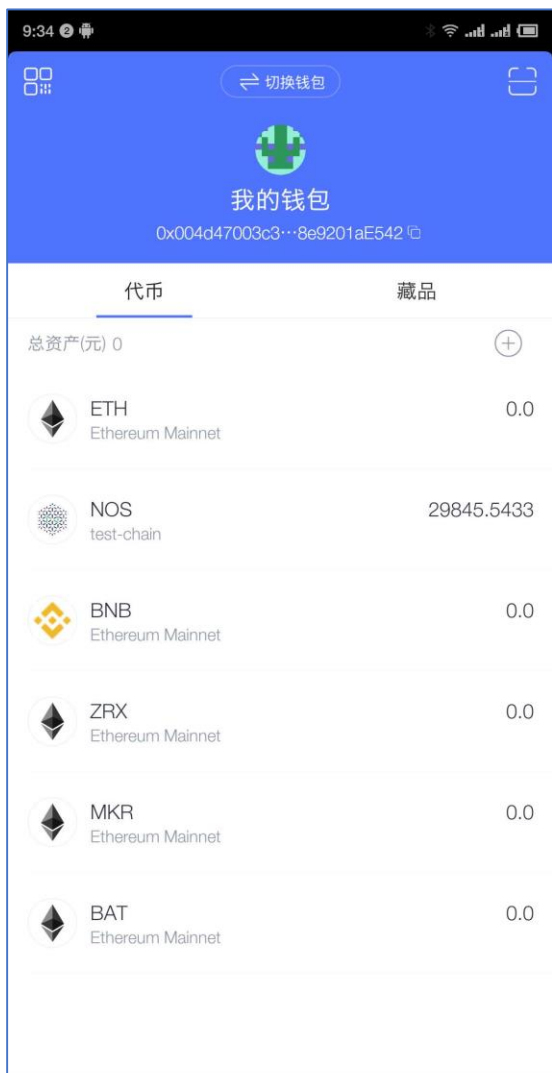 9:34 2
切换钱包
我的钱包
0x004d47003c3···8e9201aE542
代币 藏品
总资产(元) 0
ETH 0.0
Ethereum Mainnet
NOS 29845.5433
test-chain
BNB 0.0
Ethereum Mainnet
ZRX 0.0
Ethereum Mainnet
MKR 0.0
Ethereum Mainnet
BAT 0.0
Ethereum Mainnet